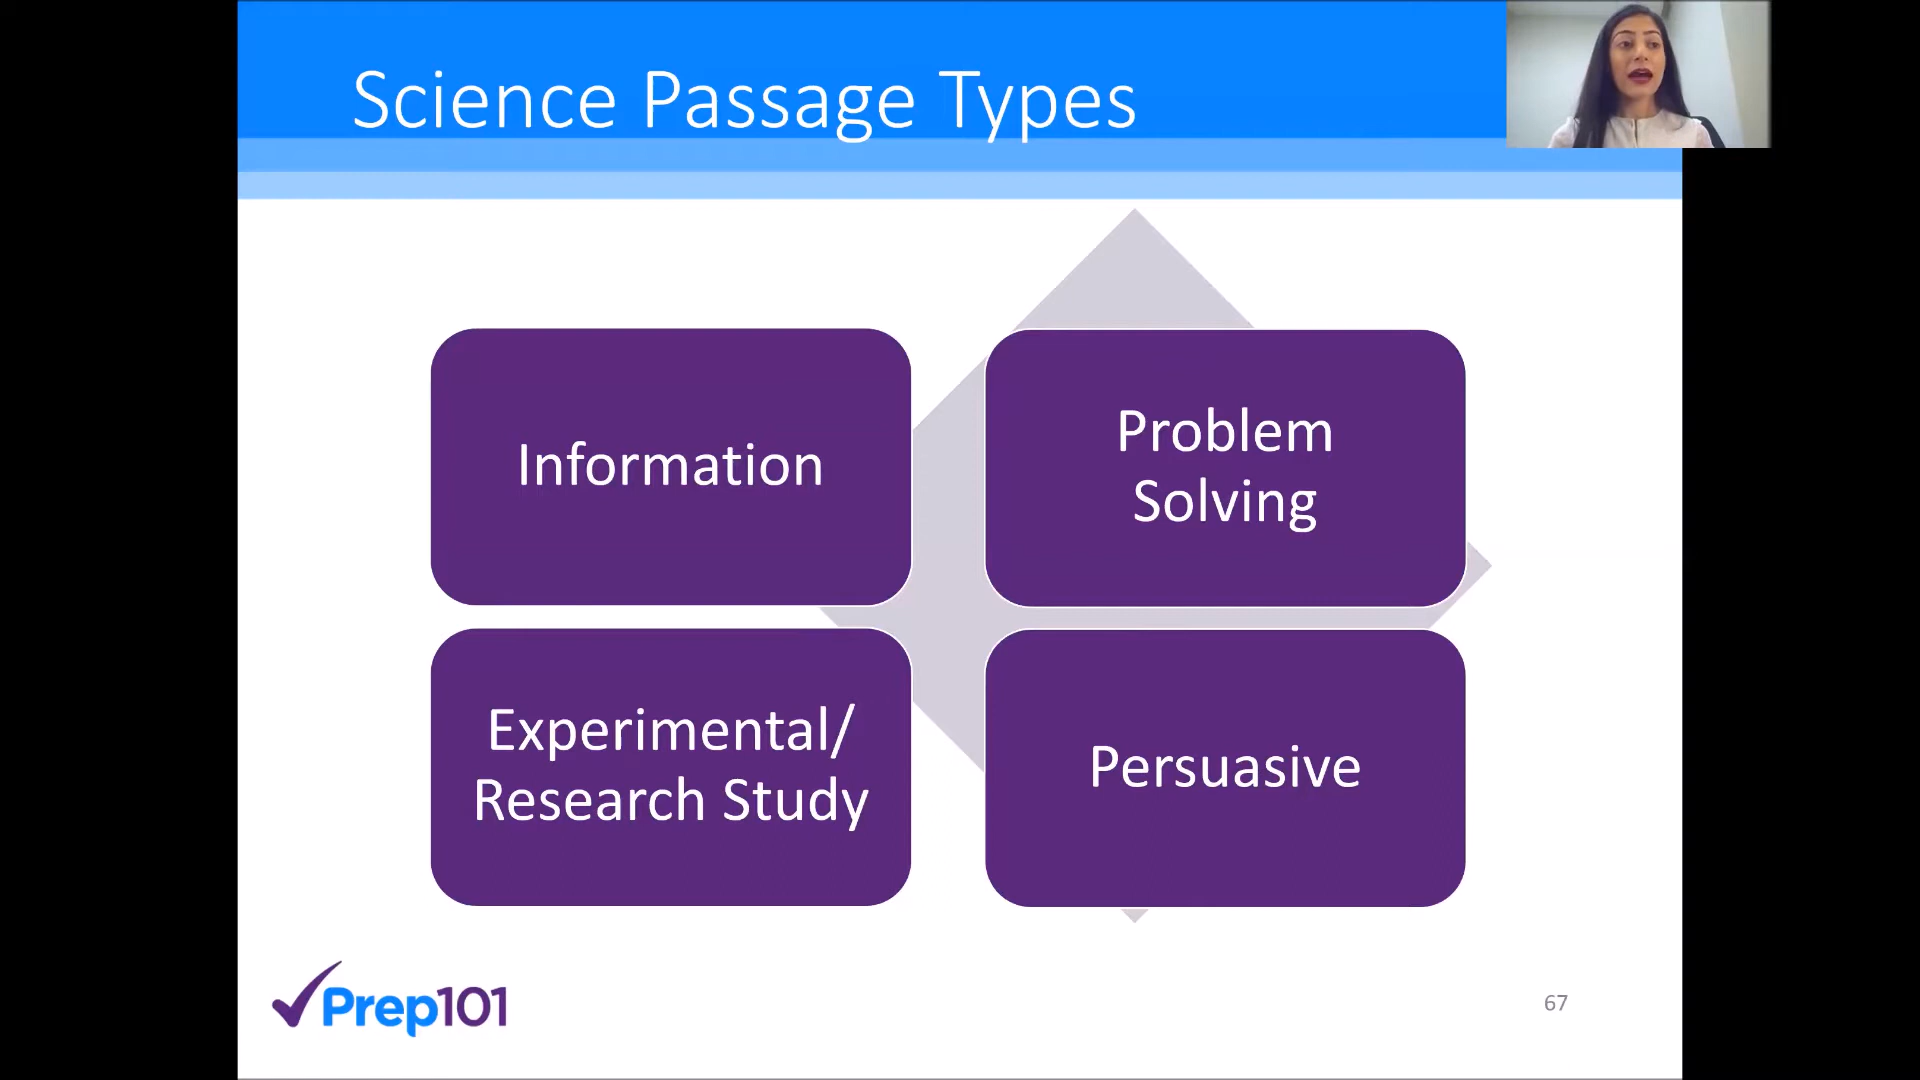 Science Passage Types
Information
Problem
Solving
Experimental/
Research Study
Persuasive
Prep101
67